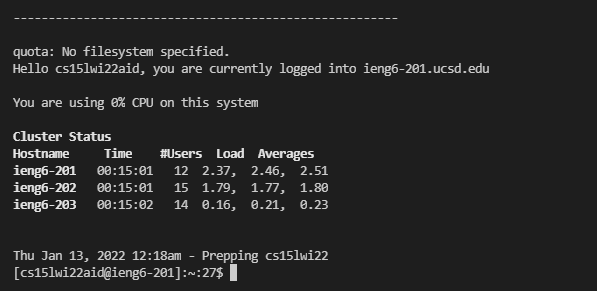 -------------------------------------------------------
quota: No filesystem specified.
Hello cs15lwi22aid, you are currently logged into ieng6-201.ucsd.edu
You are using 0% CPU on this system
Cluster Status
Hostname     Time    #Users  Load  Averages
ieng6-201   00:15:01   12  2.37,  2.46,  2.51
ieng6-202   00:15:01   15  1.79,  1.77,  1.80
ieng6-203   00:15:02   14  0.16,  0.21,  0.23
Thu Jan 13, 2022 12:18am - Prepping cs15lwi22
[cs15lwi22aid@ieng6-201]:~:27$